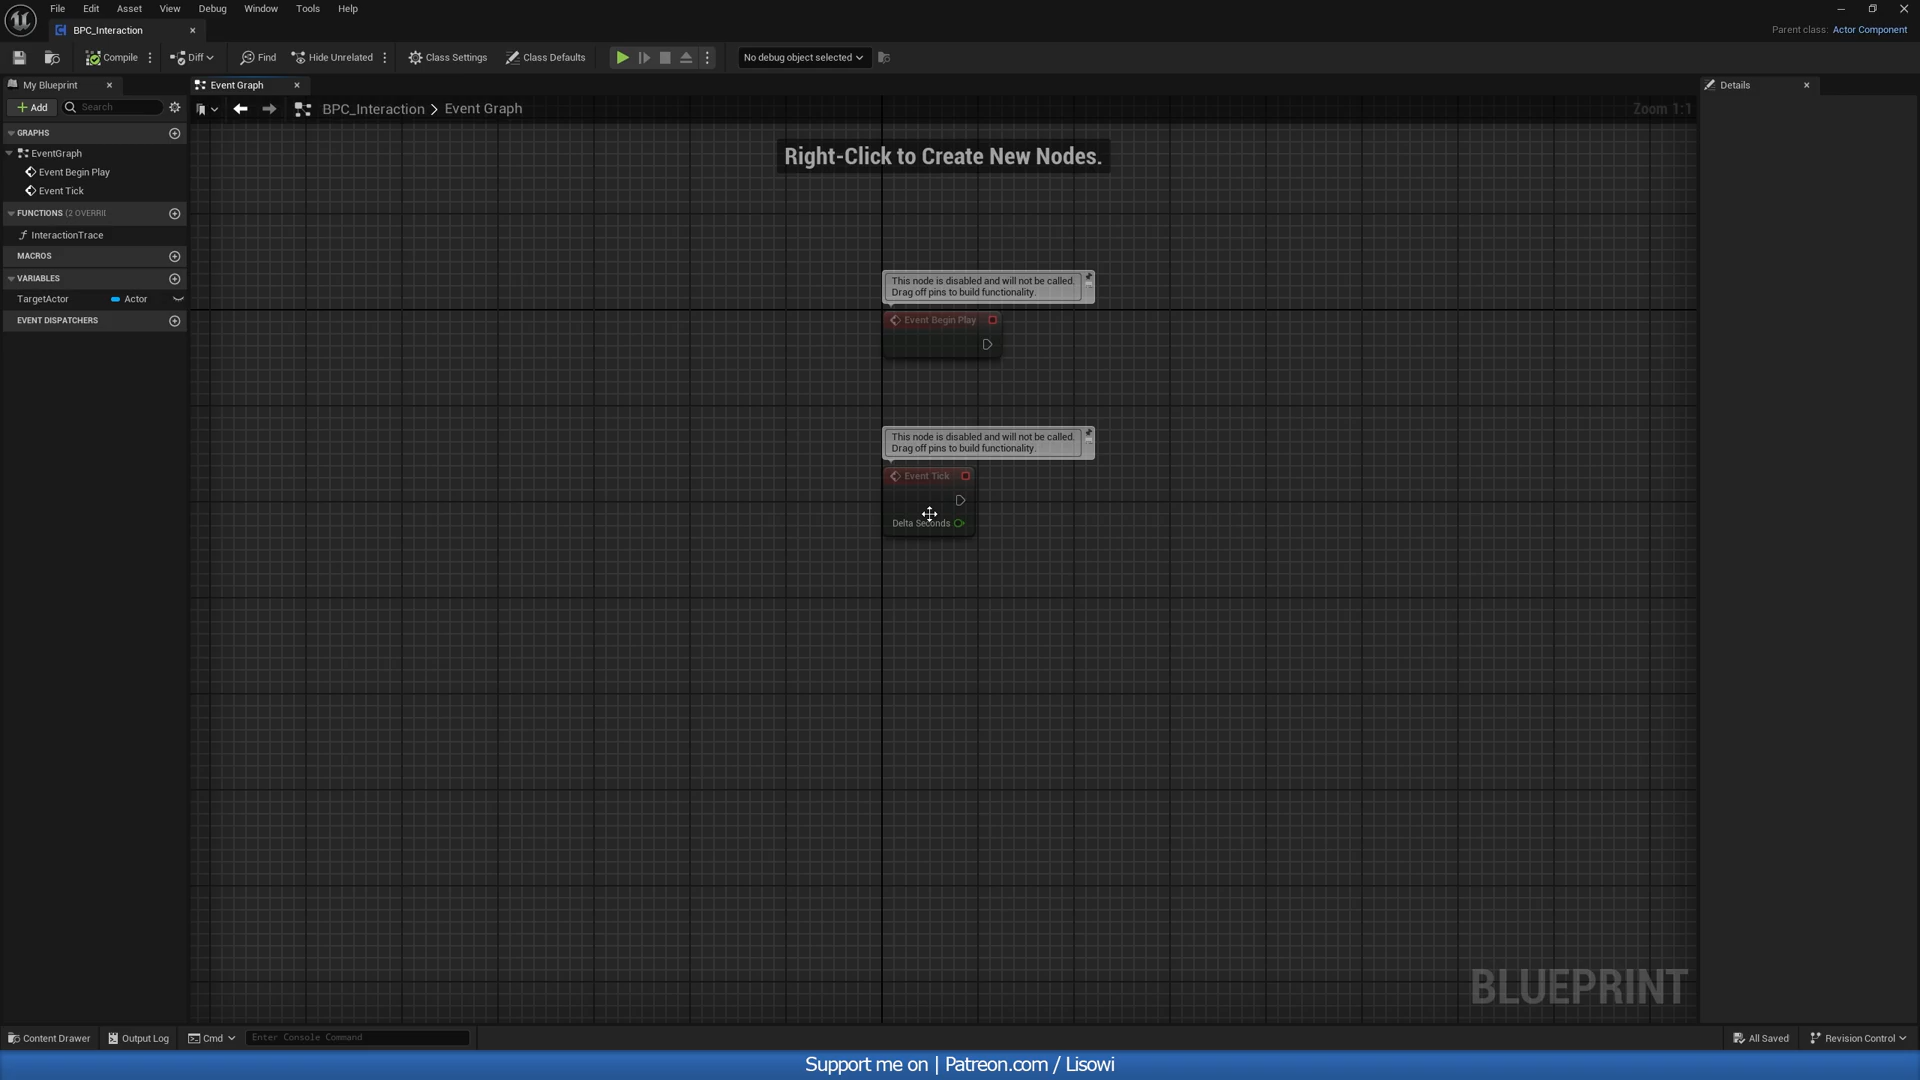 File Edit Asset View Debug Window Tools Help
BPC_Interaction
Parent class: Actor Component
Compile Diff Find Hide Unrelated Class Settings Class Defaults No debug object selected
My Blueprint
Event Graph
Details
Add Search
BPC_Interaction > Event Graph
Zoom 1:1
GRAPHS
EventGraph
Event Begin Play
Event Tick
FUNCTIONS (2 OVERRI
InteractionTrace
MACROS
VARIABLES
TargetActor Actor
EVENT DISPATCHERS
Right-Click to Create New Nodes.
This node is disabled and will not be called.
Drag off pins to build functionality.
Event Begin Play
This node is disabled and will not be called.
Drag off pins to build functionality.
Event Tick
Delta Seconds
BLUEPRINT
Content Drawer Output Log Cmd Enter Console Command All Saved Revision Control
Support me on | Patreon.com / Lisowi